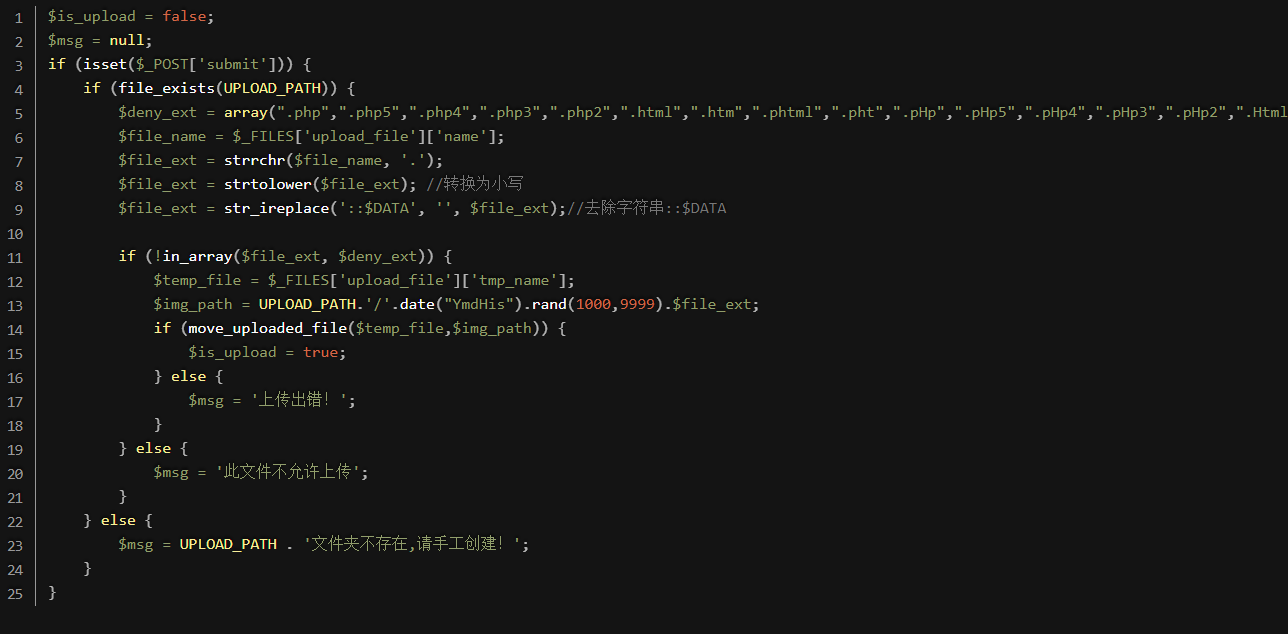 1 $is_upload = false;
2 $msg = null;
3 if (isset($_POST['submit'])) {
4     if (file_exists(UPLOAD_PATH)) {
5         $deny_ext = array(".php",".php5",".php4",".php3",".php2",".html",".htm",".phtml",".pht",".pHp",".pHp5",".pHp4",".pHp3",".pHp2",".Html
6         $file_name = $_FILES['upload_file']['name'];
7         $file_ext = strrchr($file_name, '.');
8         $file_ext = strtolower($file_ext); //转换为小写
9         $file_ext = str_ireplace('::$DATA', '', $file_ext);//去除字符串::$DATA
10
11         if (!in_array($file_ext, $deny_ext)) {
12             $temp_file = $_FILES['upload_file']['tmp_name'];
13             $img_path = UPLOAD_PATH.'/'.date("YmdHis").rand(1000,9999).$file_ext;
14             if (move_uploaded_file($temp_file,$img_path)) {
15                 $is_upload = true;
16             } else {
17                 $msg = '上传出错！';
18             }
19         } else {
20             $msg = '此文件不允许上传';
21         }
22     } else {
23         $msg = UPLOAD_PATH . '文件夹不存在,请手工创建！';
24     }
25 }